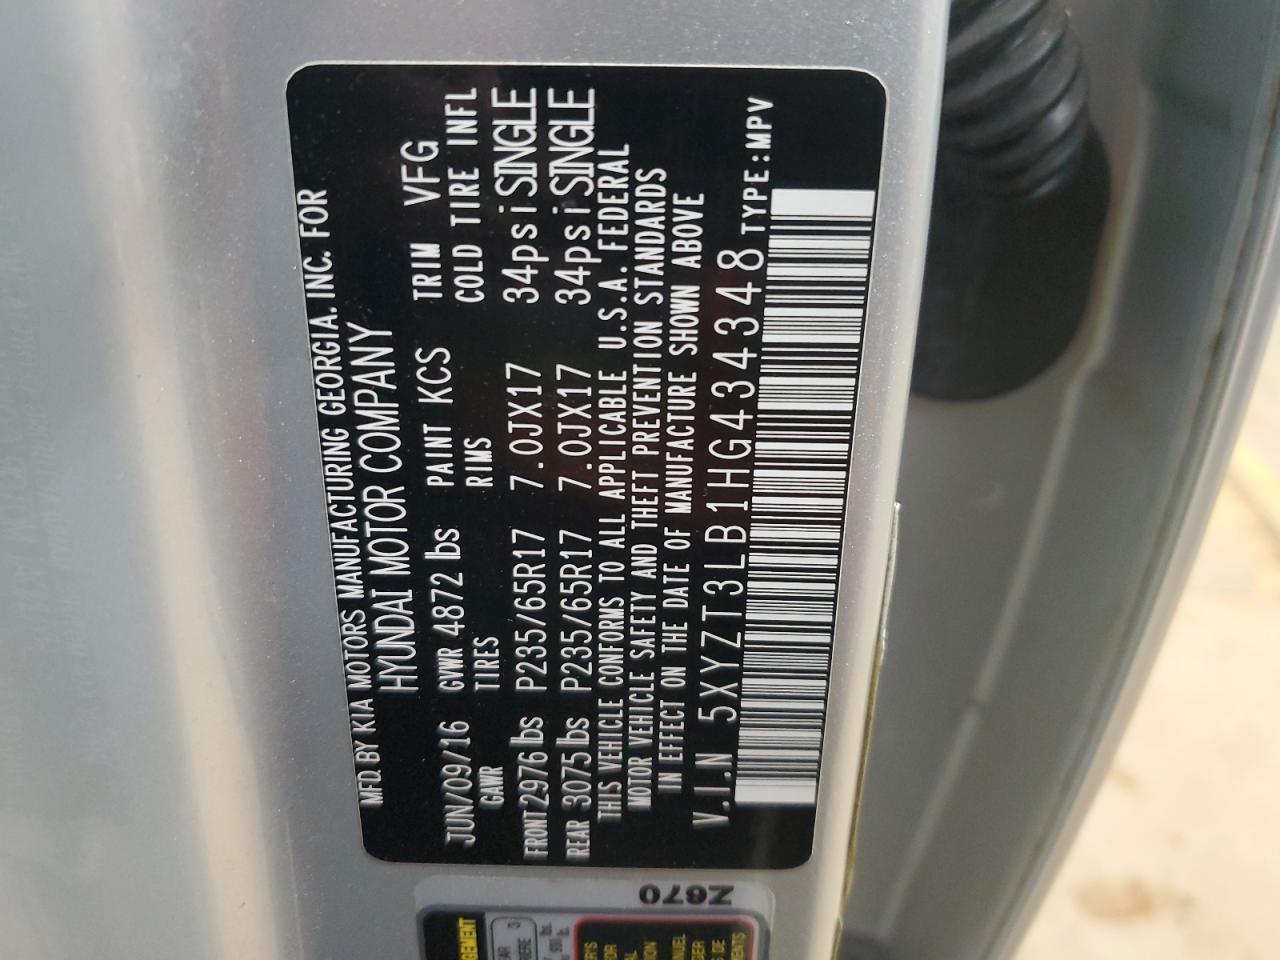 MFD. BY KIA MOTORS MANUFACTURING GEORGIA. INC. FOR
HYUNDAI MOTOR COMPANY
JUN/09/16 GVWR 4872 lbs PAINT KCS TRIM VFG
GAWR TIRES RIMS COLD TIRE INFL
FRONT 2976 lbs P235/65R17 7.0JX17 34psi SINGLE
REAR 3075 lbs P235/65R17 7.0JX17 34psi SINGLE
THIS VEHICLE CONFORMS TO ALL APPLICABLE U.S.A. FEDERAL
MOTOR VEHICLE SAFETY AND THEFT PREVENTION STANDARDS
IN EFFECT ON THE DATE OF MANUFACTURE SHOWN ABOVE
V.I.N 5XYZT3LB1HG434348 TYPE:MPV
Z670